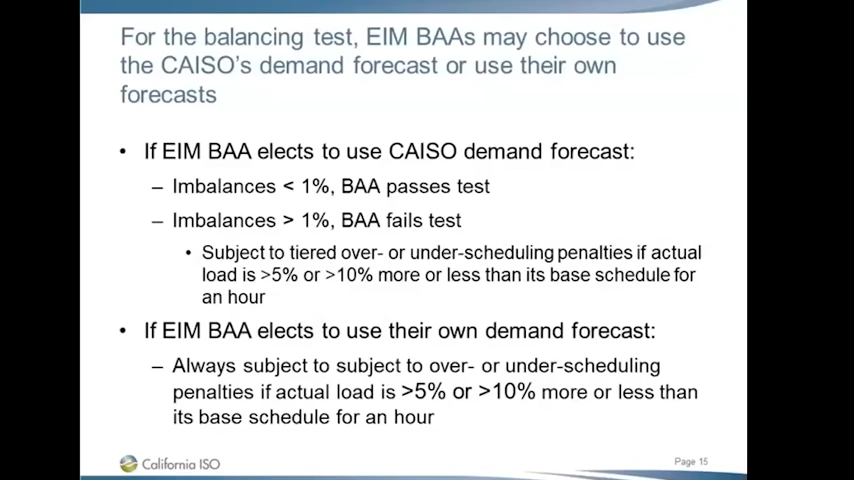 For the balancing test, EIM BAAs may choose to use
the CAISO's demand forecast or use their own
forecasts
• If EIM BAA elects to use CAISO demand forecast:
– Imbalances < 1%, BAA passes test
– Imbalances > 1%, BAA fails test
• Subject to tiered over- or under-scheduling penalties if actual
load is >5% or >10% more or less than its base schedule for
an hour
• If EIM BAA elects to use their own demand forecast:
– Always subject to subject to over- or under-scheduling
penalties if actual load is >5% or >10% more or less than
its base schedule for an hour
California ISO
Page 15